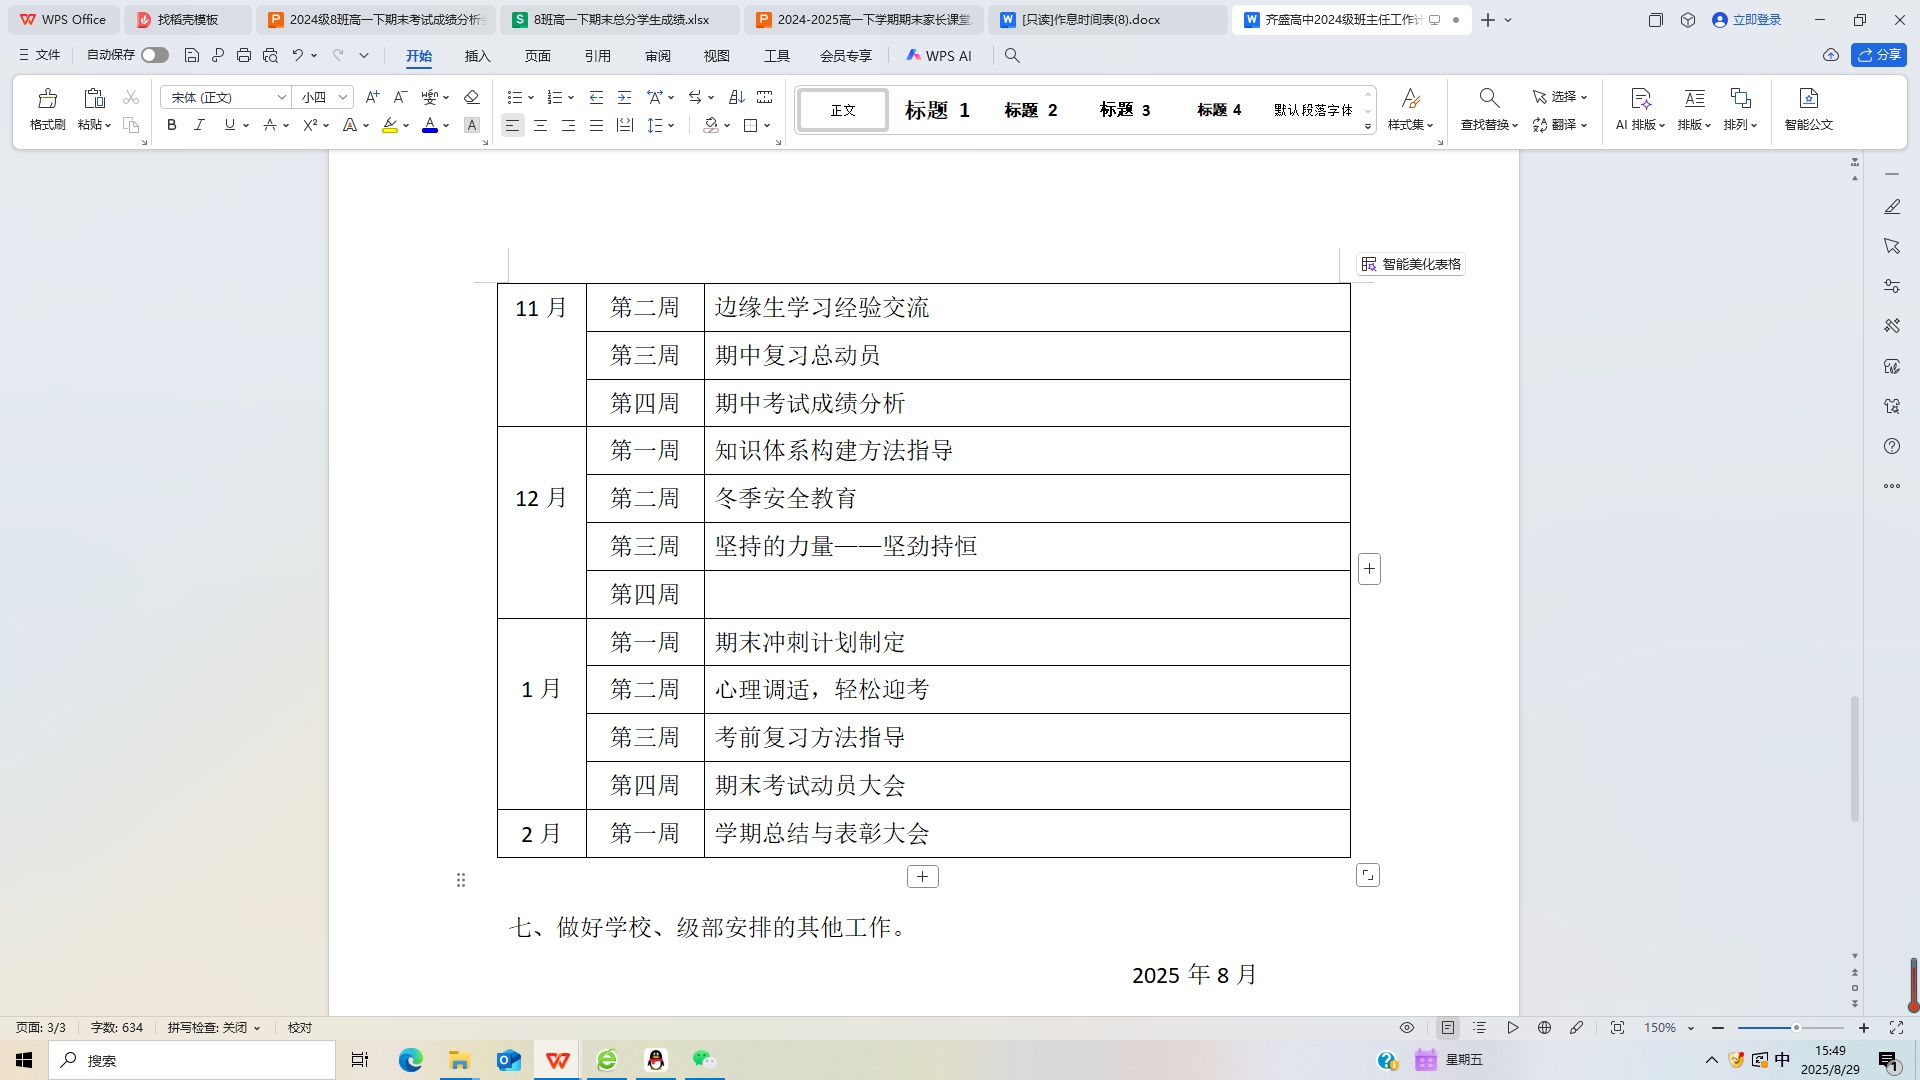 WPS Office
找稻壳模板
2024级8班高一下期末考试成绩分析
8班高一下期末总分学生成绩.xlsx
2024-2025高一下学期期末家长课堂
[只读]作息时间表(8).docx
齐盛高中2024级班主任工作计
立即登录
文件
自动保存
开始
插入
页面
引用
审阅
视图
工具
会员专享
WPS AI
分享
格式刷
粘贴
宋体 (正文)
小四
正文
标题 1
标题 2
标题 3
标题 4
默认段落字体
样式集
查找替换
选择
翻译
AI 排版
排版
排列
智能公文
智能美化表格
11 月 第二周 边缘生学习经验交流
第三周 期中复习总动员
第四周 期中考试成绩分析
第一周 知识体系构建方法指导
12 月 第二周 冬季安全教育
第三周 坚持的力量——坚劲持恒
第四周
第一周 期末冲刺计划制定
1 月 第二周 心理调适，轻松迎考
第三周 考前复习方法指导
第四周 期末考试动员大会
2 月 第一周 学期总结与表彰大会
七、做好学校、级部安排的其他工作。
2025 年 8 月
页面: 3/3
字数: 634
拼写检查: 关闭
校对
150%
搜索
星期五
中
15:49
2025/8/29
1